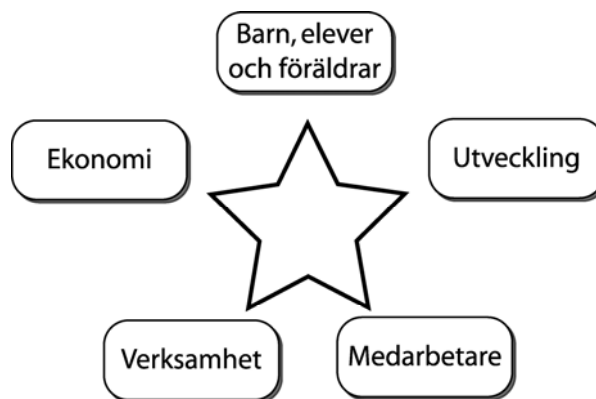 Barn, elever
och föräldrar
Ekonomi
Utveckling
Verksamhet
Medarbetare